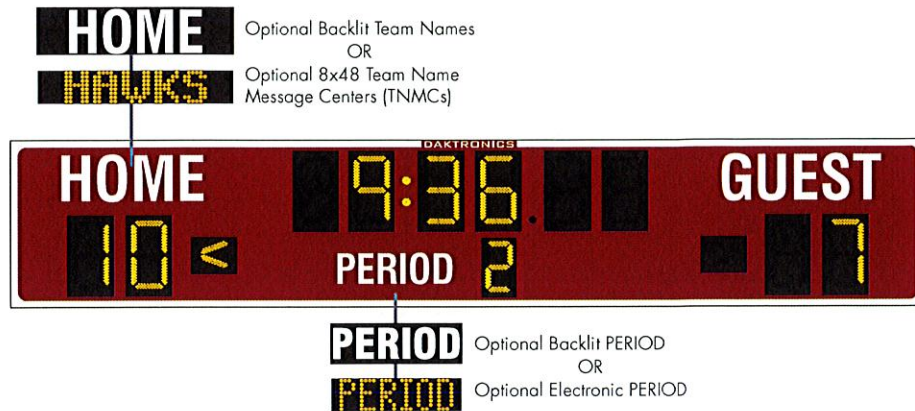 HOME
Optional Backlit Team Names
OR
HAWKS
Optional 8x48 Team Name
Message Centers (TNMCs)
DAKTRONICS
HOME
9:36
GUEST
10 <
PERIOD 2
7
PERIOD
Optional Backlit PERIOD
OR
PERIOD
Optional Electronic PERIOD